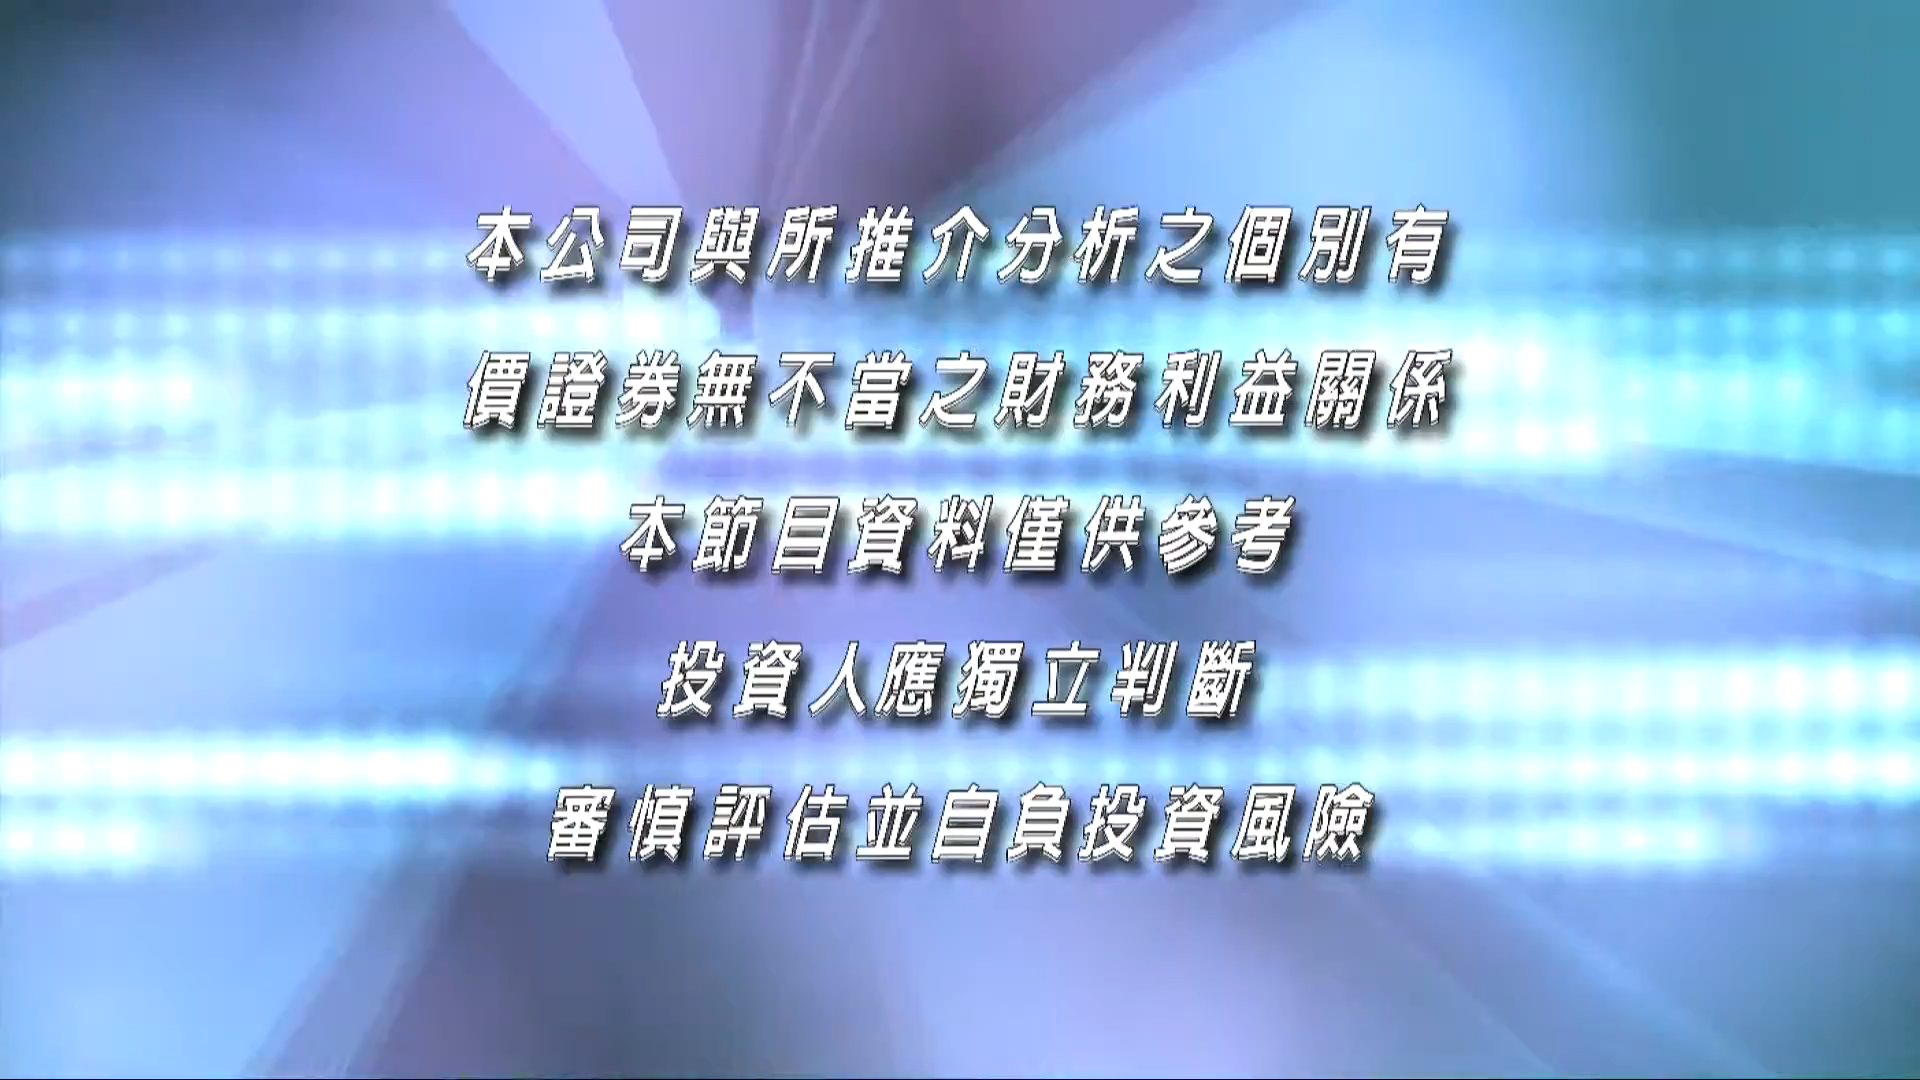 本公司與所推介分析之個別有
價證券無不當之財務利益關係
本節目資料僅供參考
投資人應獨立判斷
審慎評估並自負投資風險